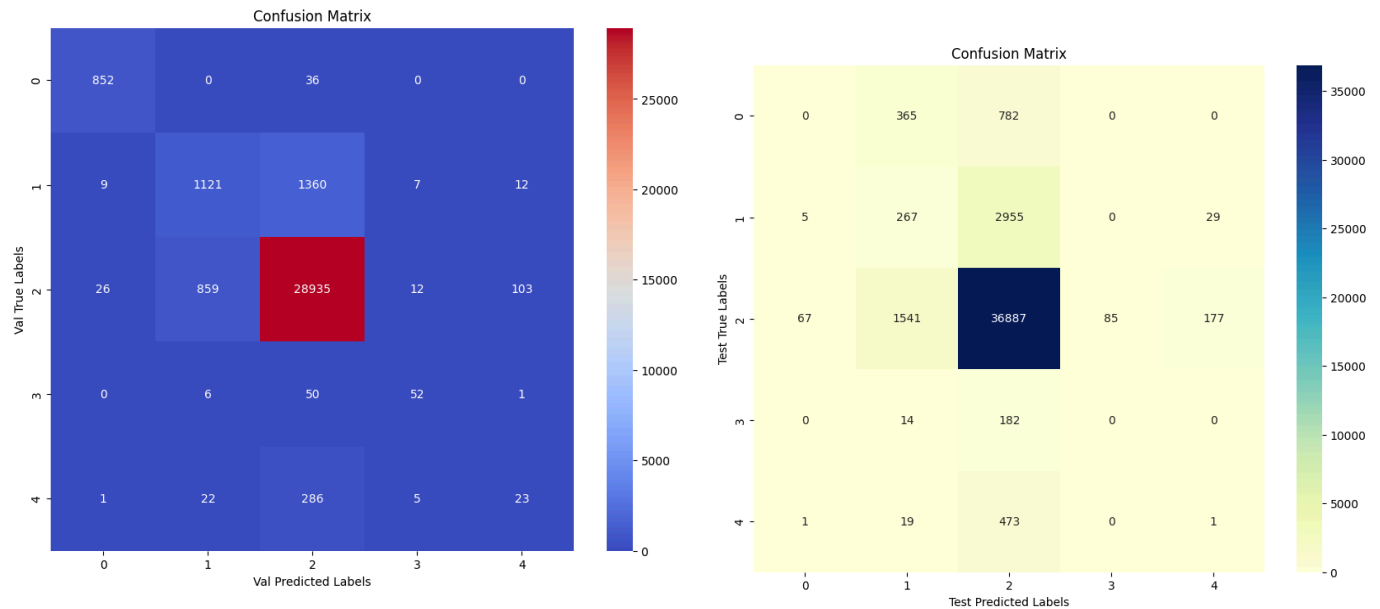 Confusion Matrix
0 852 0 36 0 0
1 9 1121 1360 7 12
2 26 859 28935 12 103
3 0 6 50 52 1
4 1 22 286 5 23
0 1 2 3 4
Val True Labels
Val Predicted Labels
25000
20000
15000
10000
5000
0
Confusion Matrix
0 0 365 782 0 0
1 5 267 2955 0 29
2 67 1541 36887 85 177
3 0 14 182 0 0
4 1 19 473 0 1
0 1 2 3 4
Test True Labels
Test Predicted Labels
35000
30000
25000
20000
15000
10000
5000
0